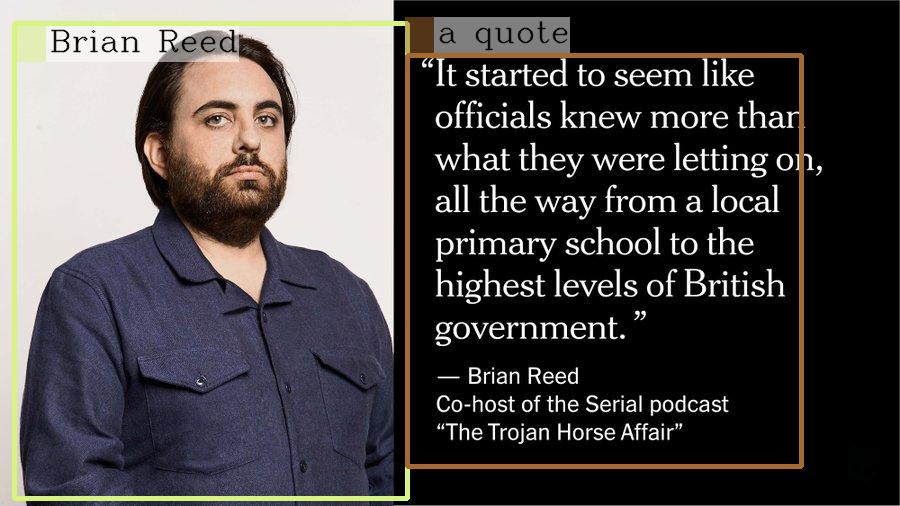 Brian Reed
a quote
“It started to seem like
officials knew more than
what they were letting on,
all the way from a local
primary school to the
highest levels of British
government.”
— Brian Reed
Co-host of the Serial podcast
“The Trojan Horse Affair”